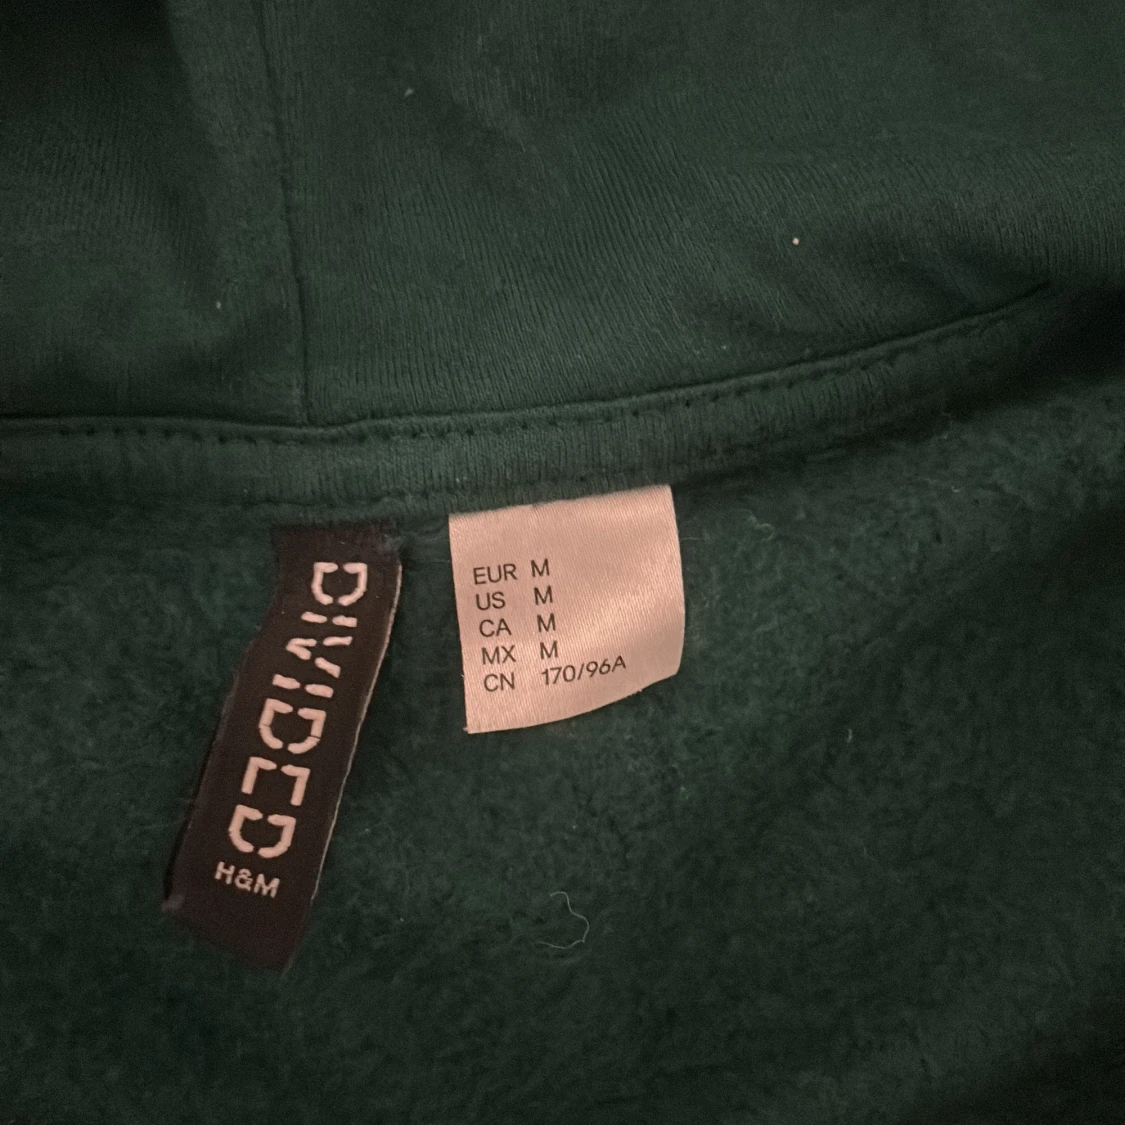 DIVIDED
H&M
EUR M
US M
CA M
MX M
CN 170/96A